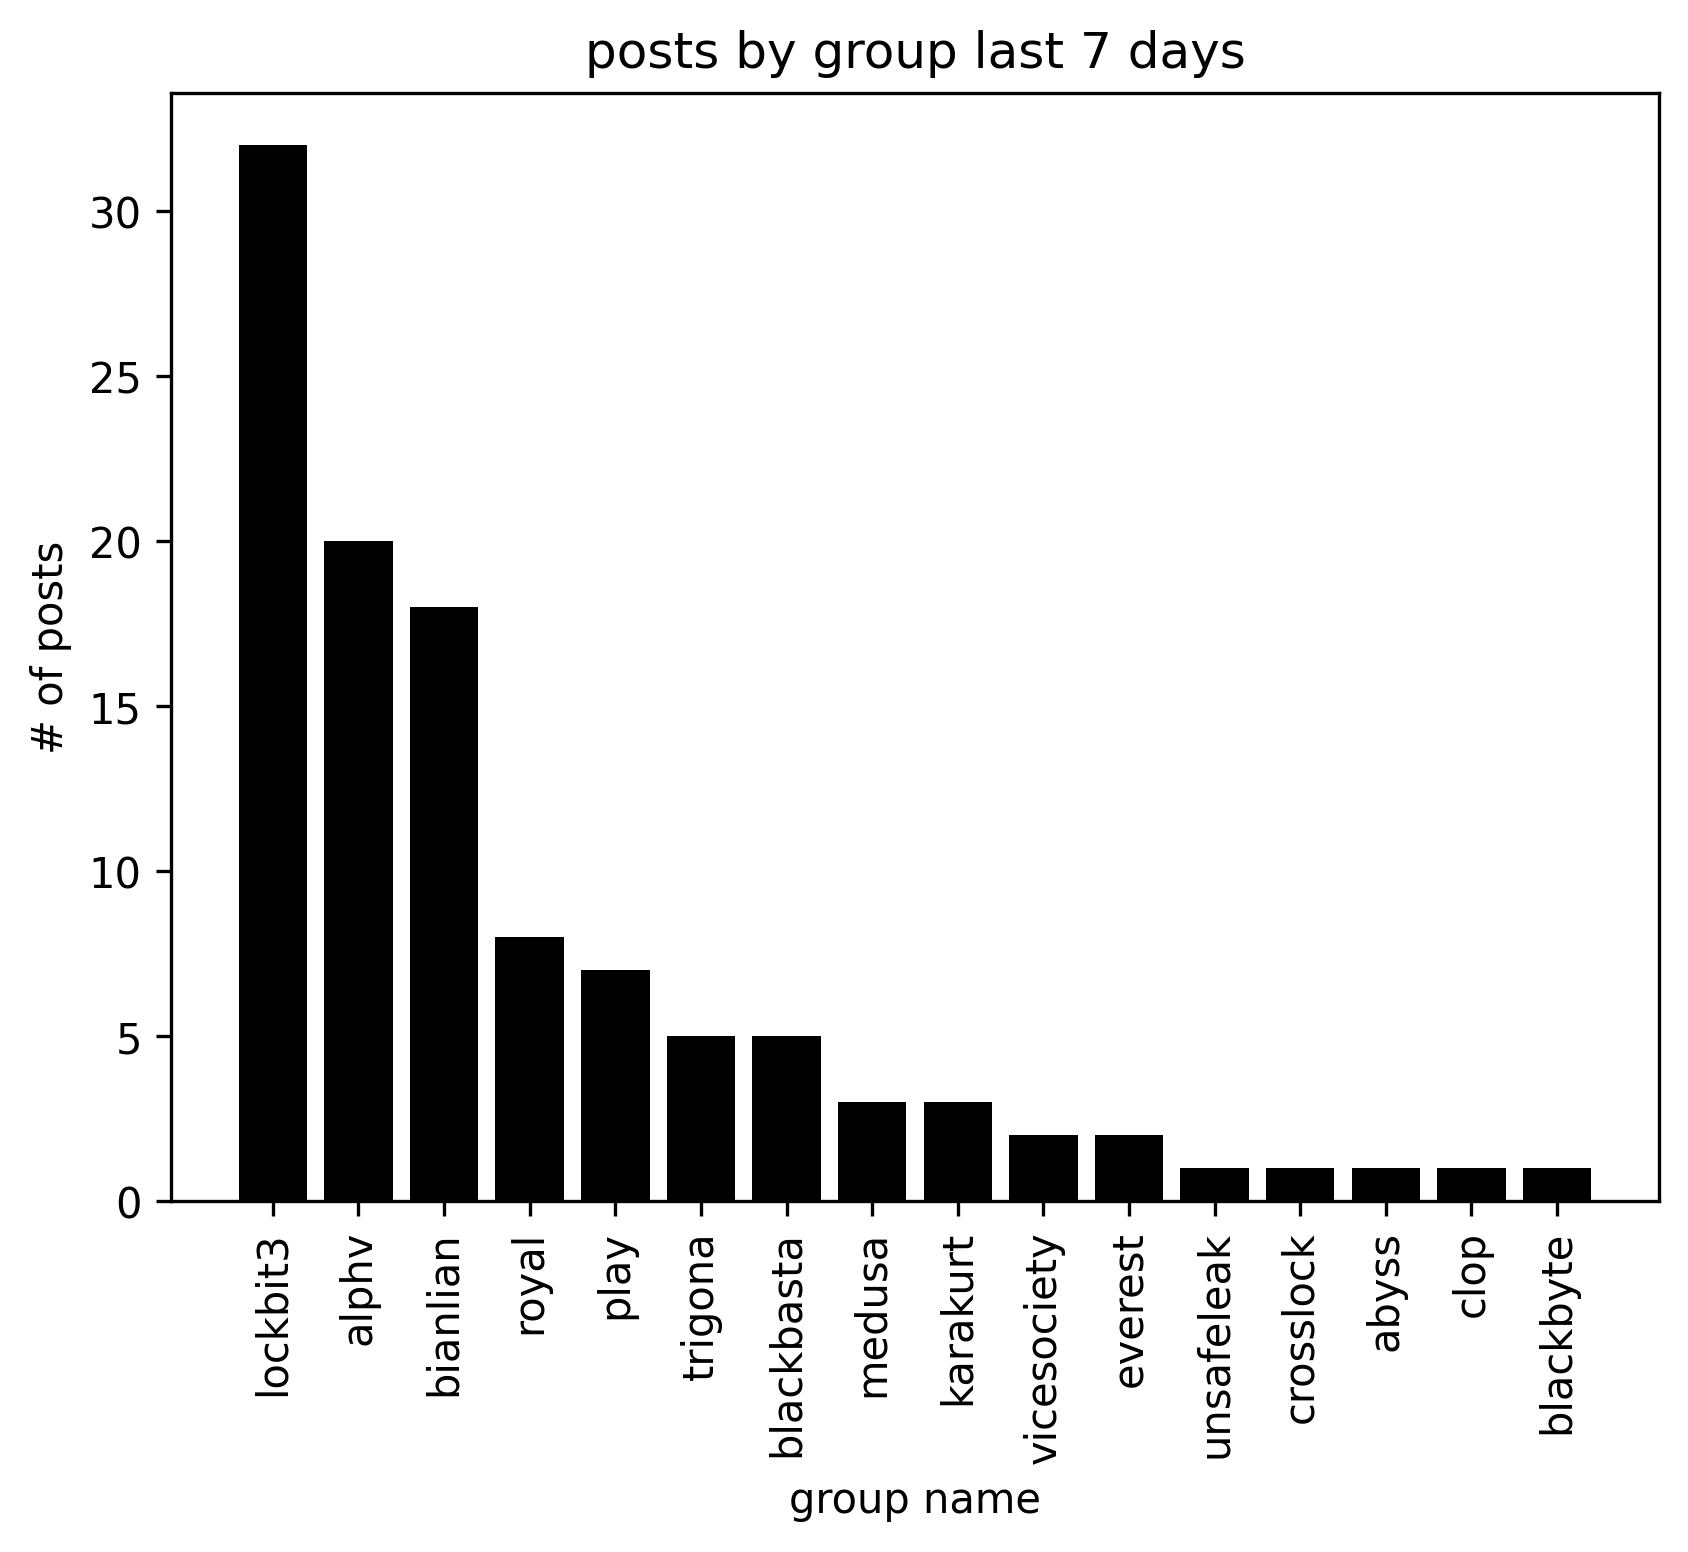 posts by group last 7 days
# of posts
30
25
20
15
10
5
0
lockbit3
alphv
bianlian
royal
play
trigona
blackbasta
medusa
karakurt
vicesociety
everest
unsafeleak
crosslock
abyss
clop
blackbyte
group name